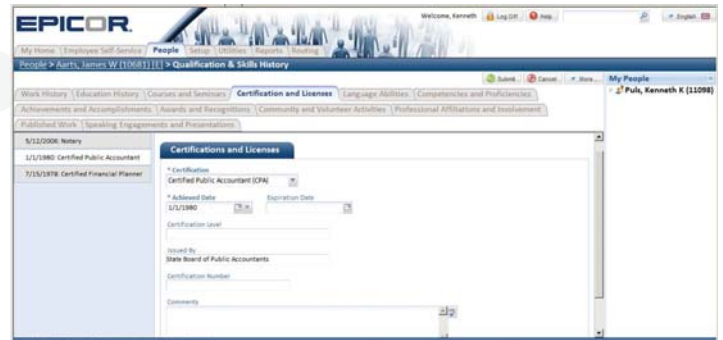 EPICOR.
Welcome, Kenneth Log Off Help English
My Home Employee Self-Service People Setup Utilities Reports Routing
People > Aarts, James W (10681) [E] > Qualification & Skills History
Submit Cancel More... My People
Puls, Kenneth K (11098)
Work History Education History Courses and Seminars Certification and Licenses Language Abilities Competencies and Proficiencies
Achievements and Accomplishments Awards and Recognitions Community and Volunteer Activities Professional Affiliations and Involvement
Published Work Speaking Engagements and Presentations
5/12/2006: Notery
1/1/1980: Certified Public Accountant
7/15/1978: Certified Financial Planner
Certifications and Licenses
* Certification
Certified Public Accountant (CPA)
* Achieved Date Expiration Date
1/1/1980
Certification Level
Issued By
State Board of Public Accountants
Certification Number
Comments